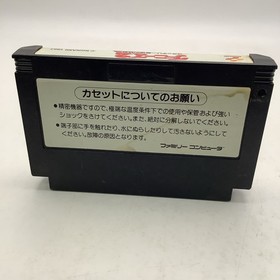 カセットについてのお願い
●精密機器ですので、極端な温度条件下での使用や保管および強い
ショックをさけてください。また、絶対に分解しないでください。
●端子部に手を触れたり、水にぬらしたりして汚さないようにして
ください。故障の原因となります。
ファミリーコンピュータ